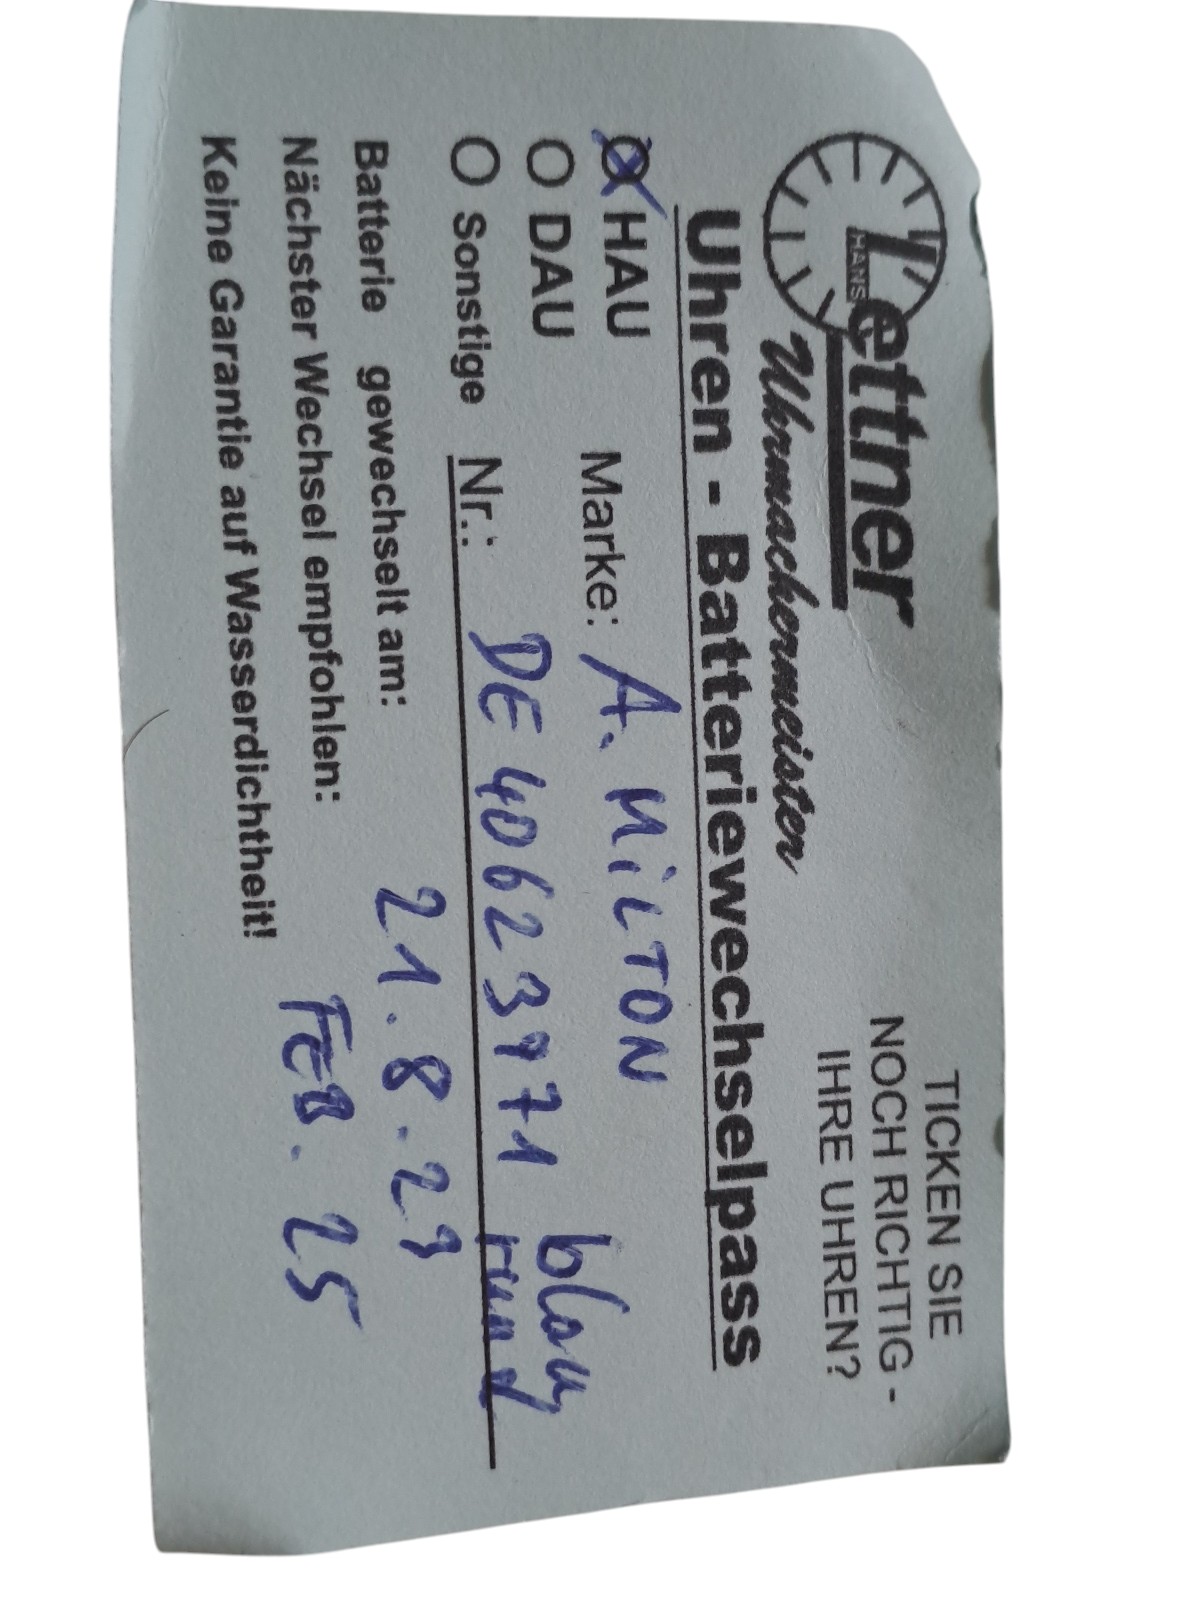 Lettner
HANS
Uhrmachermeister
TICKEN SIE
NOCH RICHTIG -
IHRE UHREN?
Uhren - Batteriewechselpass
HAU Marke: A. MiLTON
DAU blau
Sonstige Nr.: DE 40623971 rund
Batterie gewechselt am: 21.8.23
Nächster Wechsel empfohlen: FEB. 25
Keine Garantie auf Wasserdichtheit!